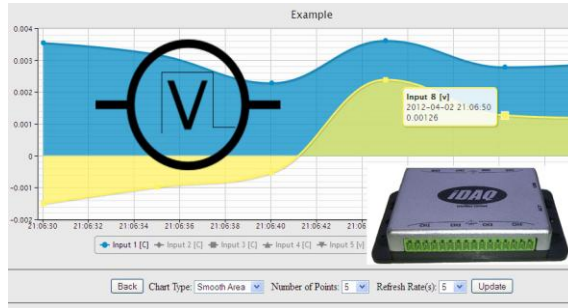 Example
0.004
0.003
0.002
0.001
0
-0.001
-0.002
V
Input 8 [v]
2012-04-02 21:06:50
0.00126
iDAQ
21:06:30 21:06:32 21:06:34 21:06:36 21:06:38 21:06:40 21:06:42
Input 1 [C] Input 2 [C] Input 3 [C] Input 4 [C] Input 5 [v]
Back Chart Type: Smooth Area Number of Points: 5 Refresh Rate(s): 5 Update